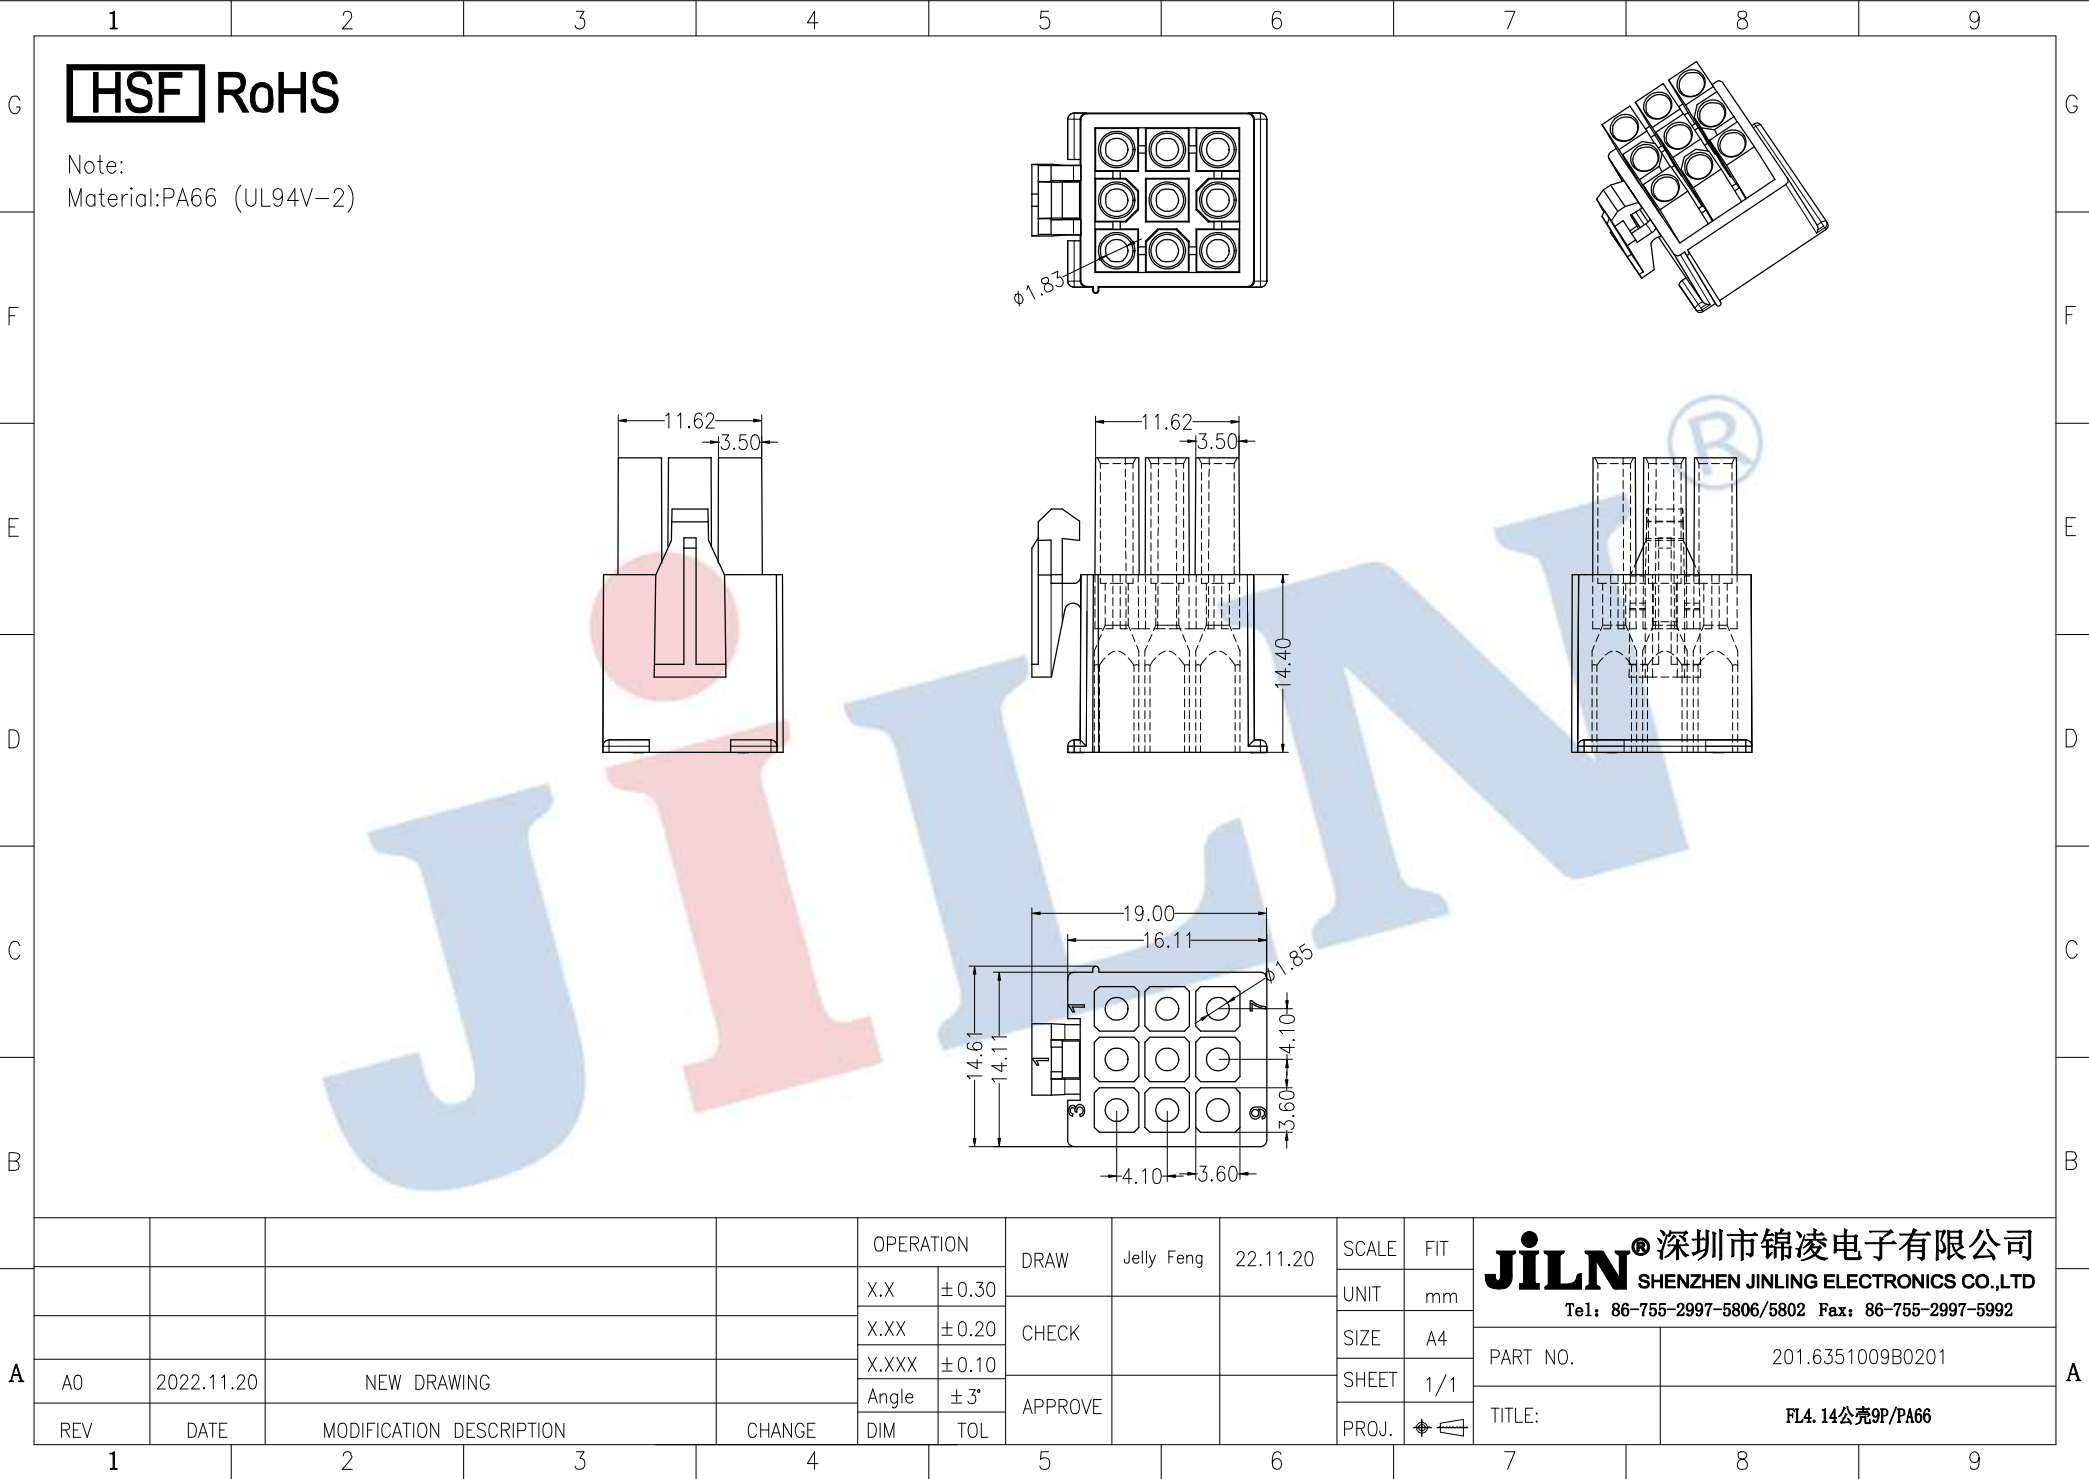 1 2 3 4 5 6 7 8 9
G G
HSF RoHS
Note:
Material:PA66 (UL94V-2)
ø1.83
F F
®
11.62
3.50
11.62
3.50
E E
14.40
D D
JiLN
19.00
16.11
ø1.85
C C
1 7
14.61
14.11
4.10
1
3 9
3.60
4.10
3.60
B B
OPERATION
X.X ±0.30
X.XX ±0.20
X.XXX ±0.10
Angle ±3°
DIM TOL
DRAW Jelly Feng 22.11.20
CHECK
APPROVE
SCALE FIT
UNIT mm
SIZE A4
SHEET 1/1
PROJ.
JiLN® 深圳市锦凌电子有限公司
SHENZHEN JINLING ELECTRONICS CO.,LTD
Tel: 86-755-2997-5806/5802 Fax: 86-755-2997-5992
PART NO. 201.6351009B0201
TITLE: FL4.14公壳9P/PA66
A A
A0 2022.11.20 NEW DRAWING
REV DATE MODIFICATION DESCRIPTION CHANGE
1 2 3 4 5 6 7 8 9